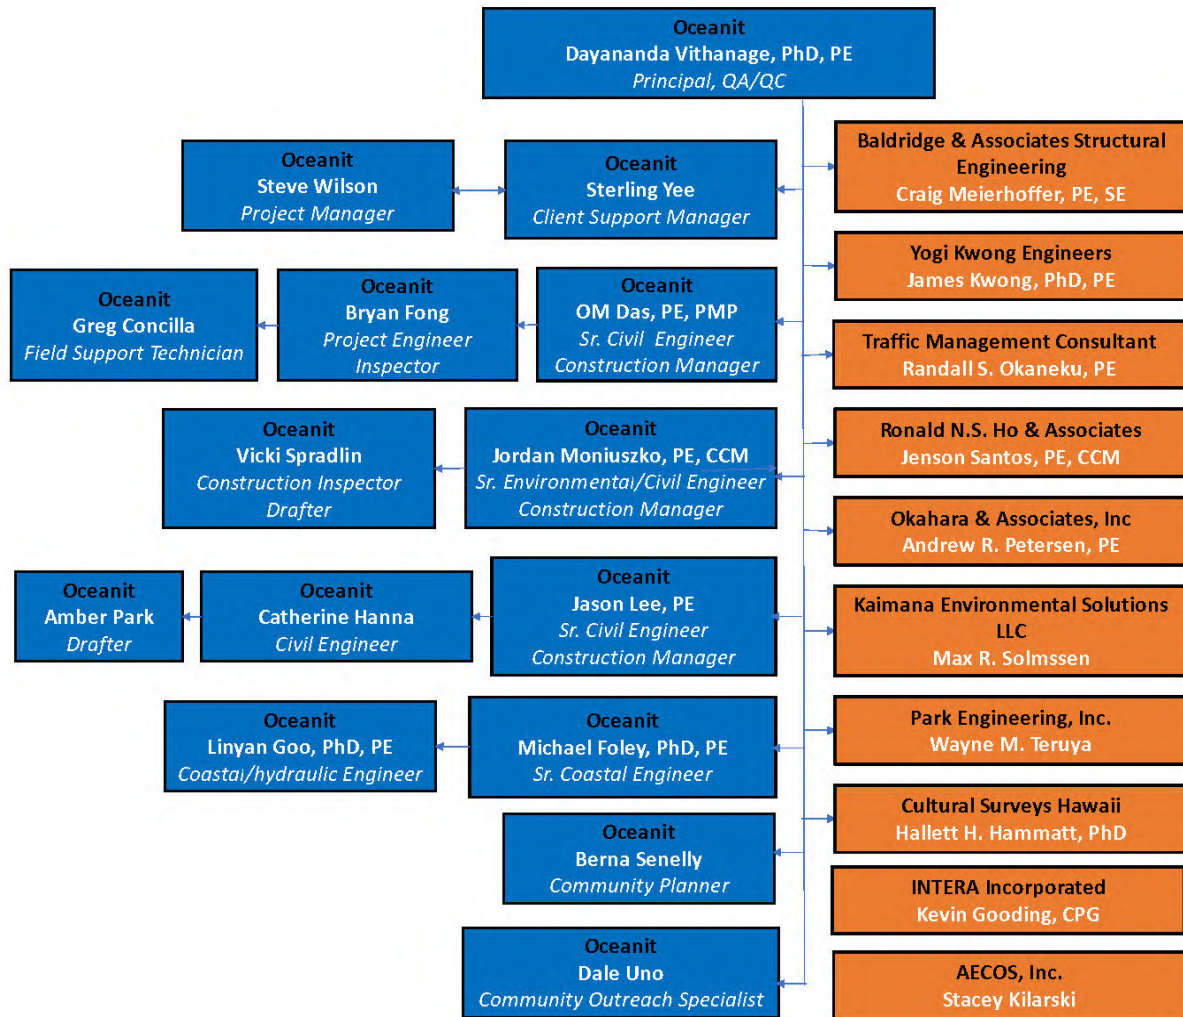 Oceanit
Dayananda Vithanage, PhD, PE
Principal, QA/QC
Oceanit
Steve Wilson
Project Manager
Oceanit
Sterling Yee
Client Support Manager
Baldridge & Associates Structural
Engineering
Craig Meierhoffer, PE, SE
Yogi Kwong Engineers
James Kwong, PhD, PE
Oceanit
Greg Concilla
Field Support Technician
Oceanit
Bryan Fong
Project Engineer
Inspector
Oceanit
OM Das, PE, PMP
Sr. Civil Engineer
Construction Manager
Traffic Management Consultant
Randall S. Okaneku, PE
Oceanit
Vicki Spradlin
Construction Inspector
Drafter
Oceanit
Jordan Moniuszko, PE, CCM
Sr. Environmental/Civil Engineer
Construction Manager
Ronald N.S. Ho & Associates
Jenson Santos, PE, CCM
Okahara & Associates, Inc
Andrew R. Petersen, PE
Oceanit
Amber Park
Drafter
Oceanit
Catherine Hanna
Civil Engineer
Oceanit
Jason Lee, PE
Sr. Civil Engineer
Construction Manager
Kaimana Environmental Solutions
LLC
Max R. Solmssen
Oceanit
Linyan Goo, PhD, PE
Coastal/hydraulic Engineer
Oceanit
Michael Foley, PhD, PE
Sr. Coastal Engineer
Park Engineering, Inc.
Wayne M. Teruya
Cultural Surveys Hawaii
Hallett H. Hammatt, PhD
Oceanit
Berna Senelly
Community Planner
INTERA Incorporated
Kevin Gooding, CPG
Oceanit
Dale Uno
Community Outreach Specialist
AECOS, Inc.
Stacey Kilarski